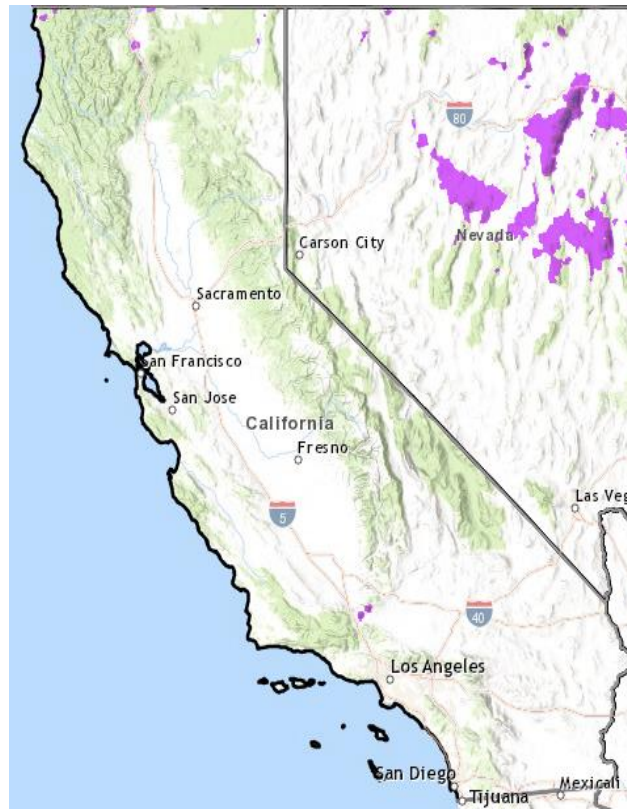 80
Nevada
Carson City
Sacramento
San Francisco
San Jose
California
Fresno
5
Las Veg
40
Los Angeles
San Diego
Tijuana
Mexicali